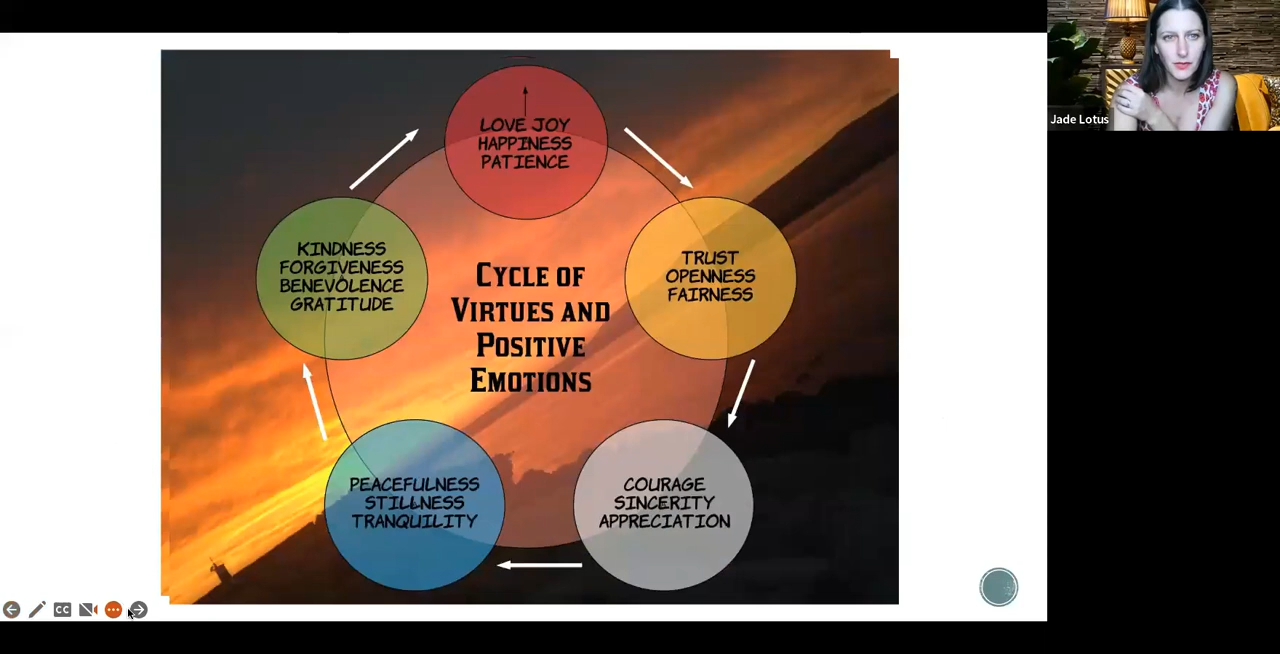 LOVE JOY
HAPPINESS
PATIENCE
KINDNESS
FORGIVENESS
BENEVOLENCE
GRATITUDE
TRUST
OPENNESS
FAIRNESS
CYCLE OF
VIRTUES AND
POSITIVE
EMOTIONS
PEACEFULNESS
STILLNESS
TRANQUILITY
COURAGE
SINCERITY
APPRECIATION
Jade Lotus
CC